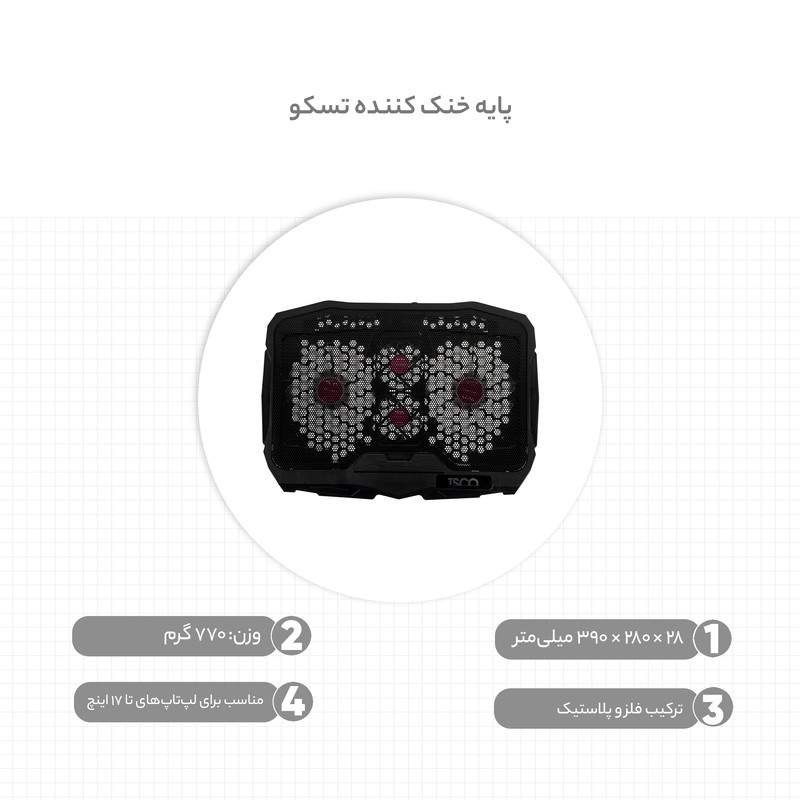 پایه خنک کننده تسکو
TSCO
1
۲۸ × ۲۸۰ × ۳۹۰ میلی‌متر
2
وزن: ۷۷۰ گرم
3
ترکیب فلز و پلاستیک
4
مناسب برای لپ‌تاپ‌های تا ۱۷ اینچ